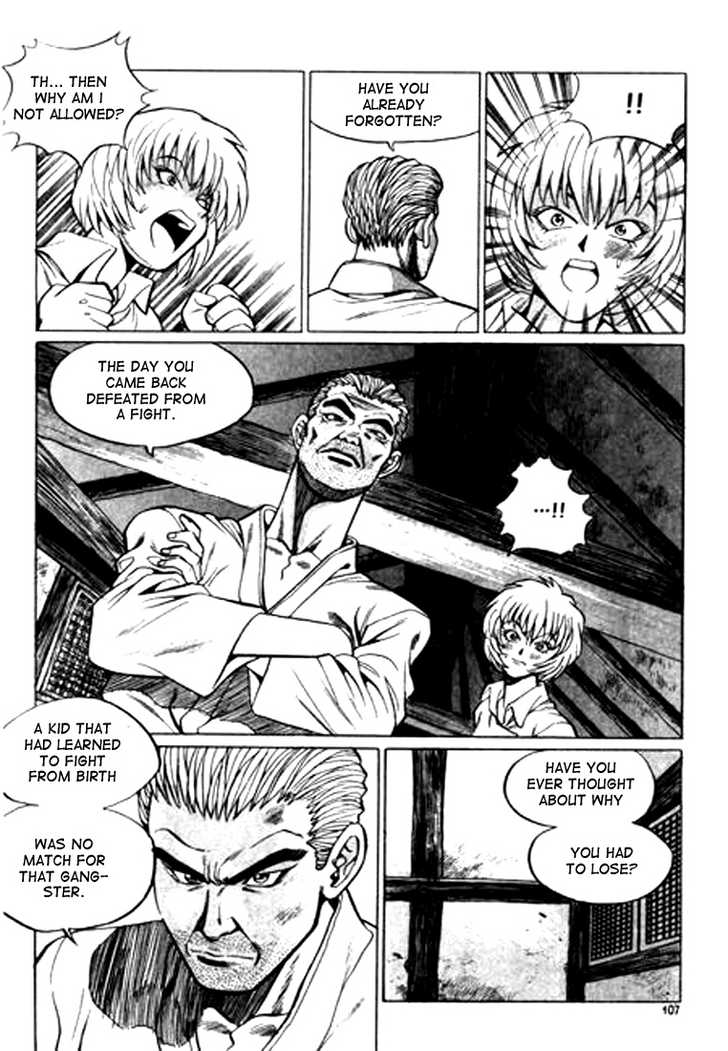 TH... THEN
WHY AM I
NOT ALLOWED?
HAVE YOU
ALREADY
FORGOTTEN?
!!
THE DAY YOU
CAME BACK
DEFEATED FROM
A FIGHT.
...!!
A KID THAT
HAD LEARNED
TO FIGHT
FROM BIRTH
WAS NO
MATCH FOR
THAT GANG-
STER.
HAVE YOU
EVER THOUGHT
ABOUT WHY
YOU HAD
TO LOSE?
107